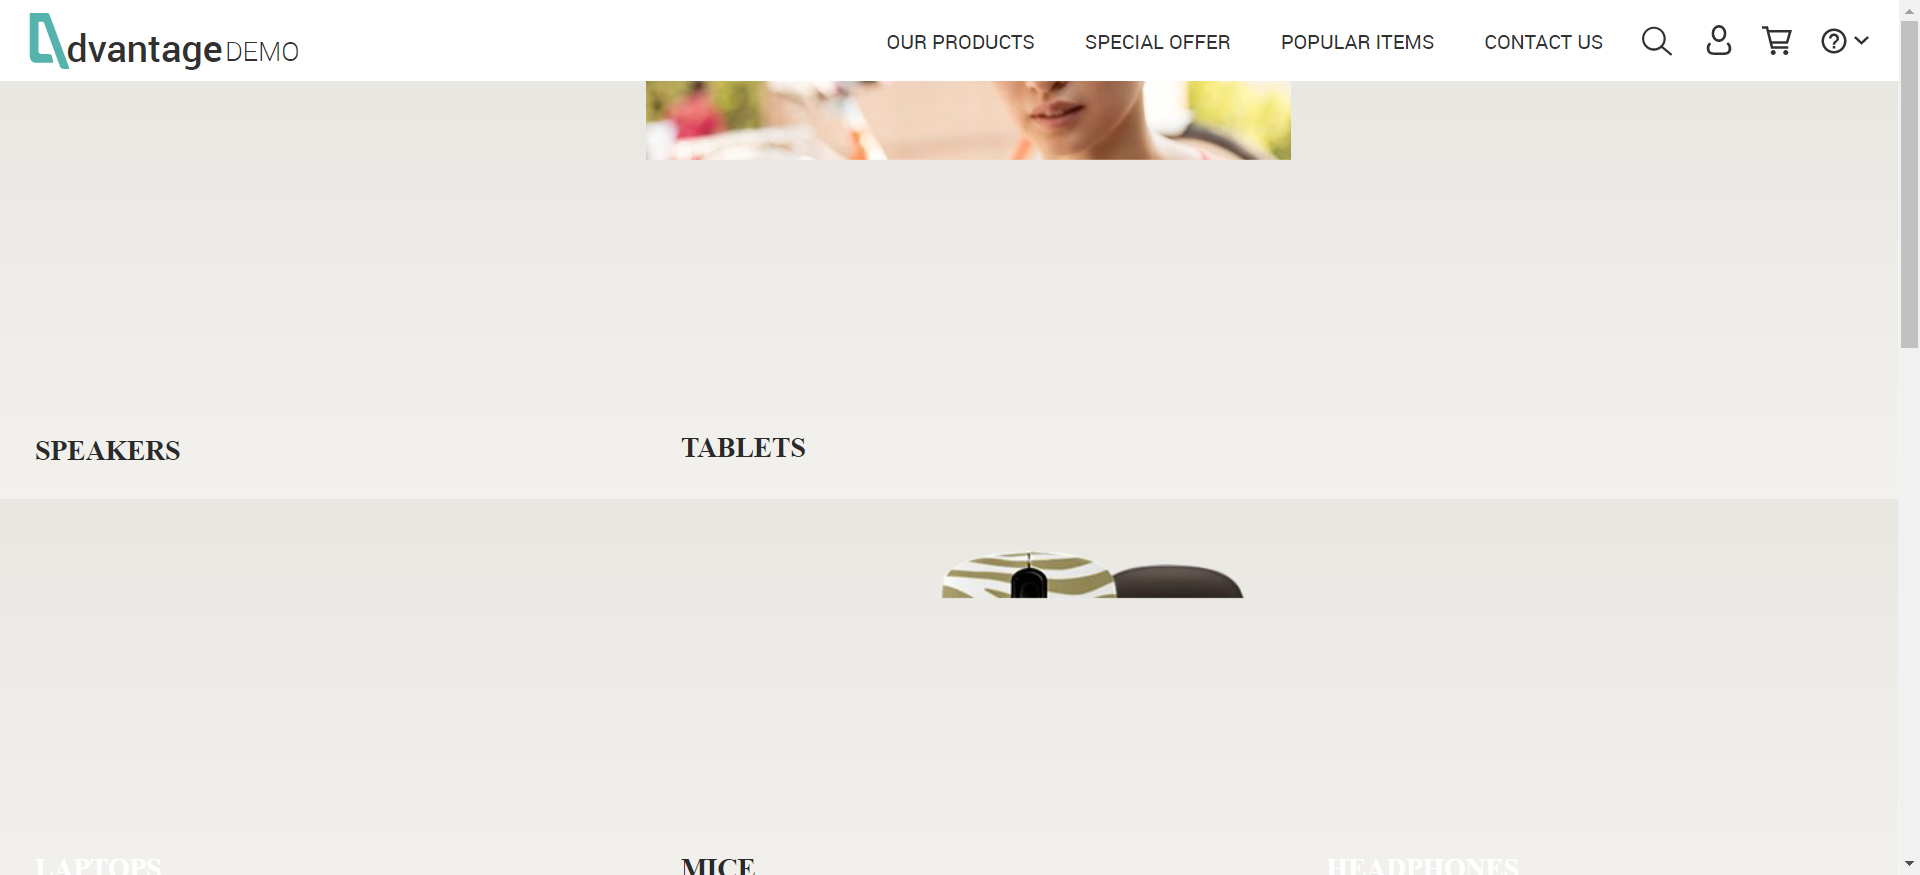 dvantage DEMO
OUR PRODUCTS
SPECIAL OFFER
POPULAR ITEMS
CONTACT US
SPEAKERS
TABLETS
LAPTOPS
MICE
HEADPHONES